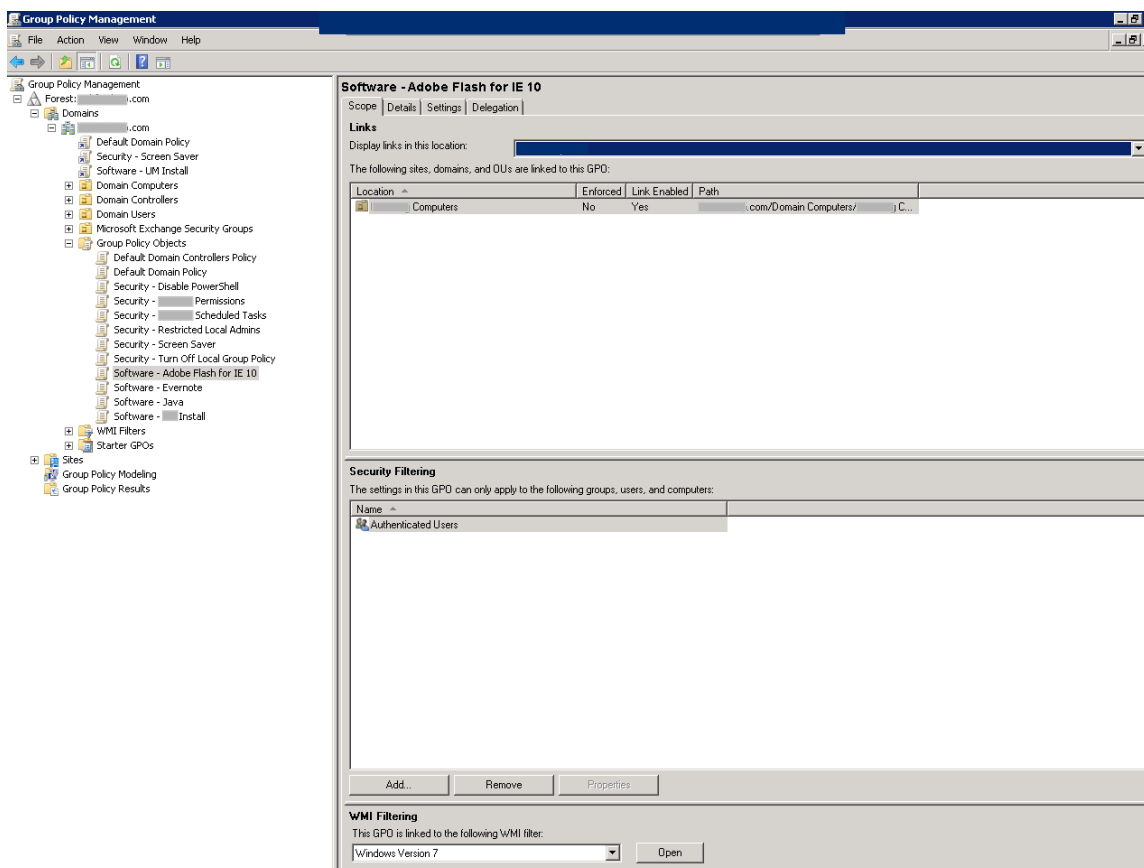 Group Policy Management
File Action View Window Help
Group Policy Management
Forest: .com
Domains
.com
Default Domain Policy
Security - Screen Saver
Software - UM Install
Domain Computers
Domain Controllers
Domain Users
Microsoft Exchange Security Groups
Group Policy Objects
Default Domain Controllers Policy
Default Domain Policy
Security - Disable PowerShell
Security - Permissions
Security - Scheduled Tasks
Security - Restricted Local Admins
Security - Screen Saver
Security - Turn Off Local Group Policy
Software - Adobe Flash for IE 10
Software - Evernote
Software - Java
Software - Install
WMI Filters
Starter GPOs
Sites
Group Policy Modeling
Group Policy Results
Software - Adobe Flash for IE 10
Scope Details Settings Delegation
Links
Display links in this location:
The following sites, domains, and OUs are linked to this GPO:
Location Enforced Link Enabled Path
Computers No Yes .com/Domain Computers/ C...
Security Filtering
The settings in this GPO can only apply to the following groups, users, and computers:
Name
Authenticated Users
Add... Remove Properties
WMI Filtering
This GPO is linked to the following WMI filter:
Windows Version 7 Open